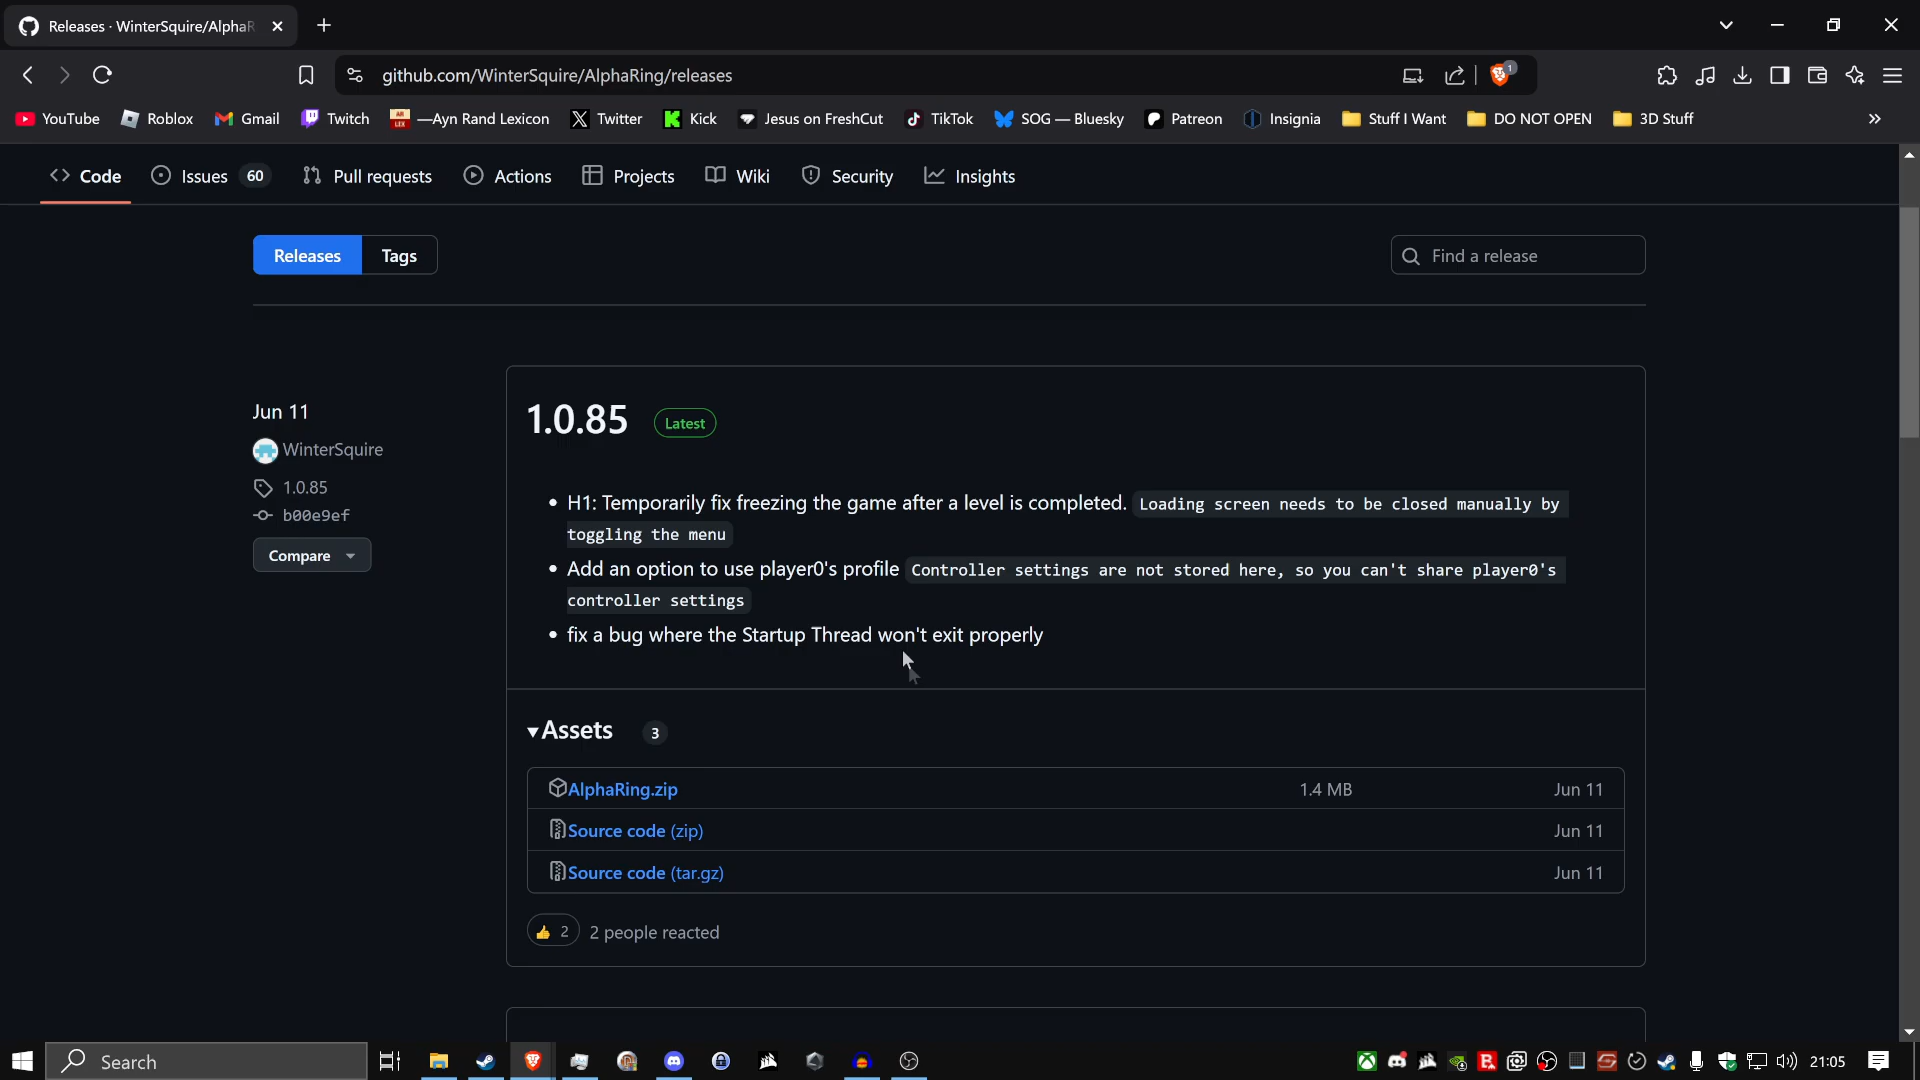 Releases · WinterSquire/AlphaR
github.com/WinterSquire/AlphaRing/releases
1
YouTube Roblox Gmail Twitch —Ayn Rand Lexicon Twitter Kick Jesus on FreshCut TikTok SOG — Bluesky Patreon Insignia Stuff I Want DO NOT OPEN 3D Stuff
Code Issues 60 Pull requests Actions Projects Wiki Security Insights
Releases Tags Find a release
Jun 11
WinterSquire
1.0.85
b00e9ef
Compare
1.0.85 Latest
• H1: Temporarily fix freezing the game after a level is completed. Loading screen needs to be closed manually by
toggling the menu
• Add an option to use player0's profile Controller settings are not stored here, so you can't share player0's
controller settings
• fix a bug where the Startup Thread won't exit properly
Assets 3
AlphaRing.zip 1.4 MB Jun 11
Source code (zip) Jun 11
Source code (tar.gz) Jun 11
2 2 people reacted
Search 21:05